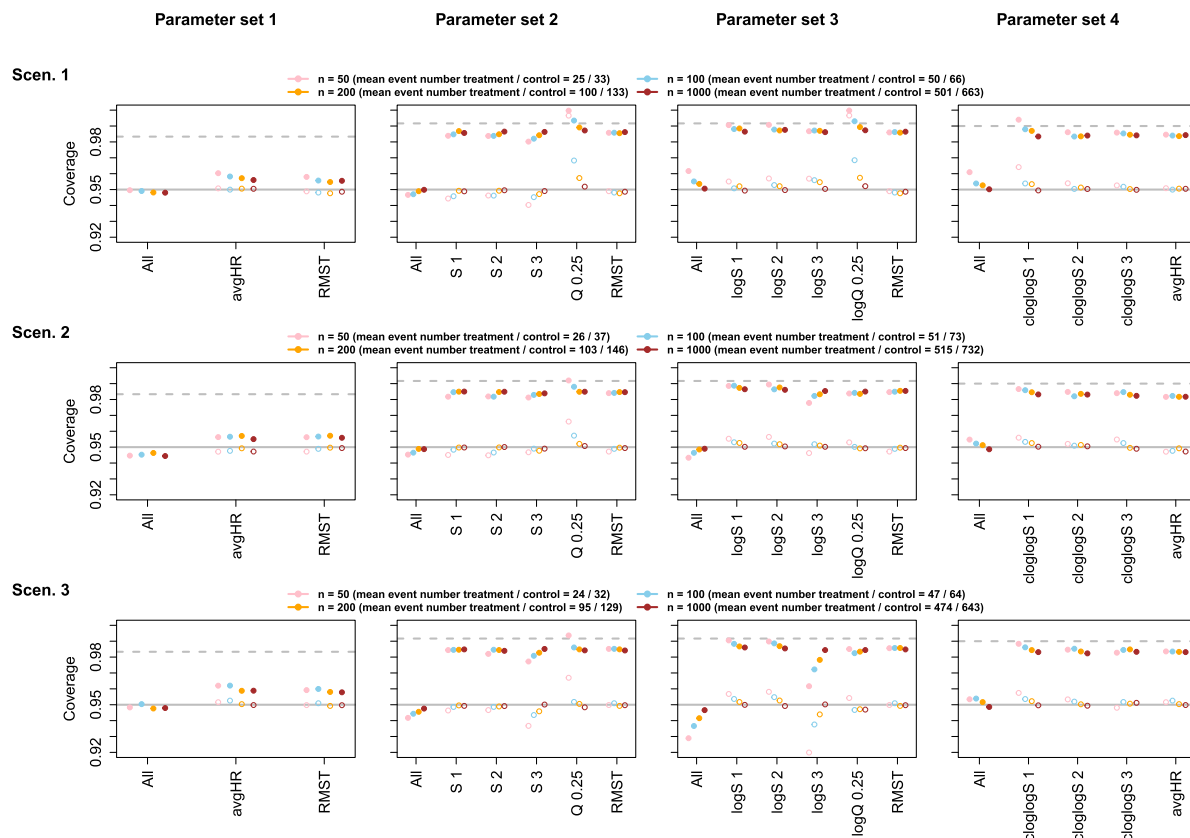 Parameter set 1 Parameter set 2 Parameter set 3 Parameter set 4
Scen. 1
n = 50 (mean event number treatment / control = 25 / 33) n = 100 (mean event number treatment / control = 50 / 66)
n = 200 (mean event number treatment / control = 100 / 133) n = 1000 (mean event number treatment / control = 501 / 663)
Coverage
0.98
0.95
0.92
All avgHR RMST
All S 1 S 2 S 3 Q 0.25 RMST
All logS 1 logS 2 logS 3 logQ 0.25 RMST
All cloglogS 1 cloglogS 2 cloglogS 3 avgHR
Scen. 2
n = 50 (mean event number treatment / control = 26 / 37) n = 100 (mean event number treatment / control = 51 / 73)
n = 200 (mean event number treatment / control = 103 / 146) n = 1000 (mean event number treatment / control = 515 / 732)
Coverage
0.98
0.95
0.92
All avgHR RMST
All S 1 S 2 S 3 Q 0.25 RMST
All logS 1 logS 2 logS 3 logQ 0.25 RMST
All cloglogS 1 cloglogS 2 cloglogS 3 avgHR
Scen. 3
n = 50 (mean event number treatment / control = 24 / 32) n = 100 (mean event number treatment / control = 47 / 64)
n = 200 (mean event number treatment / control = 95 / 129) n = 1000 (mean event number treatment / control = 474 / 643)
Coverage
0.98
0.95
0.92
All avgHR RMST
All S 1 S 2 S 3 Q 0.25 RMST
All logS 1 logS 2 logS 3 logQ 0.25 RMST
All cloglogS 1 cloglogS 2 cloglogS 3 avgHR